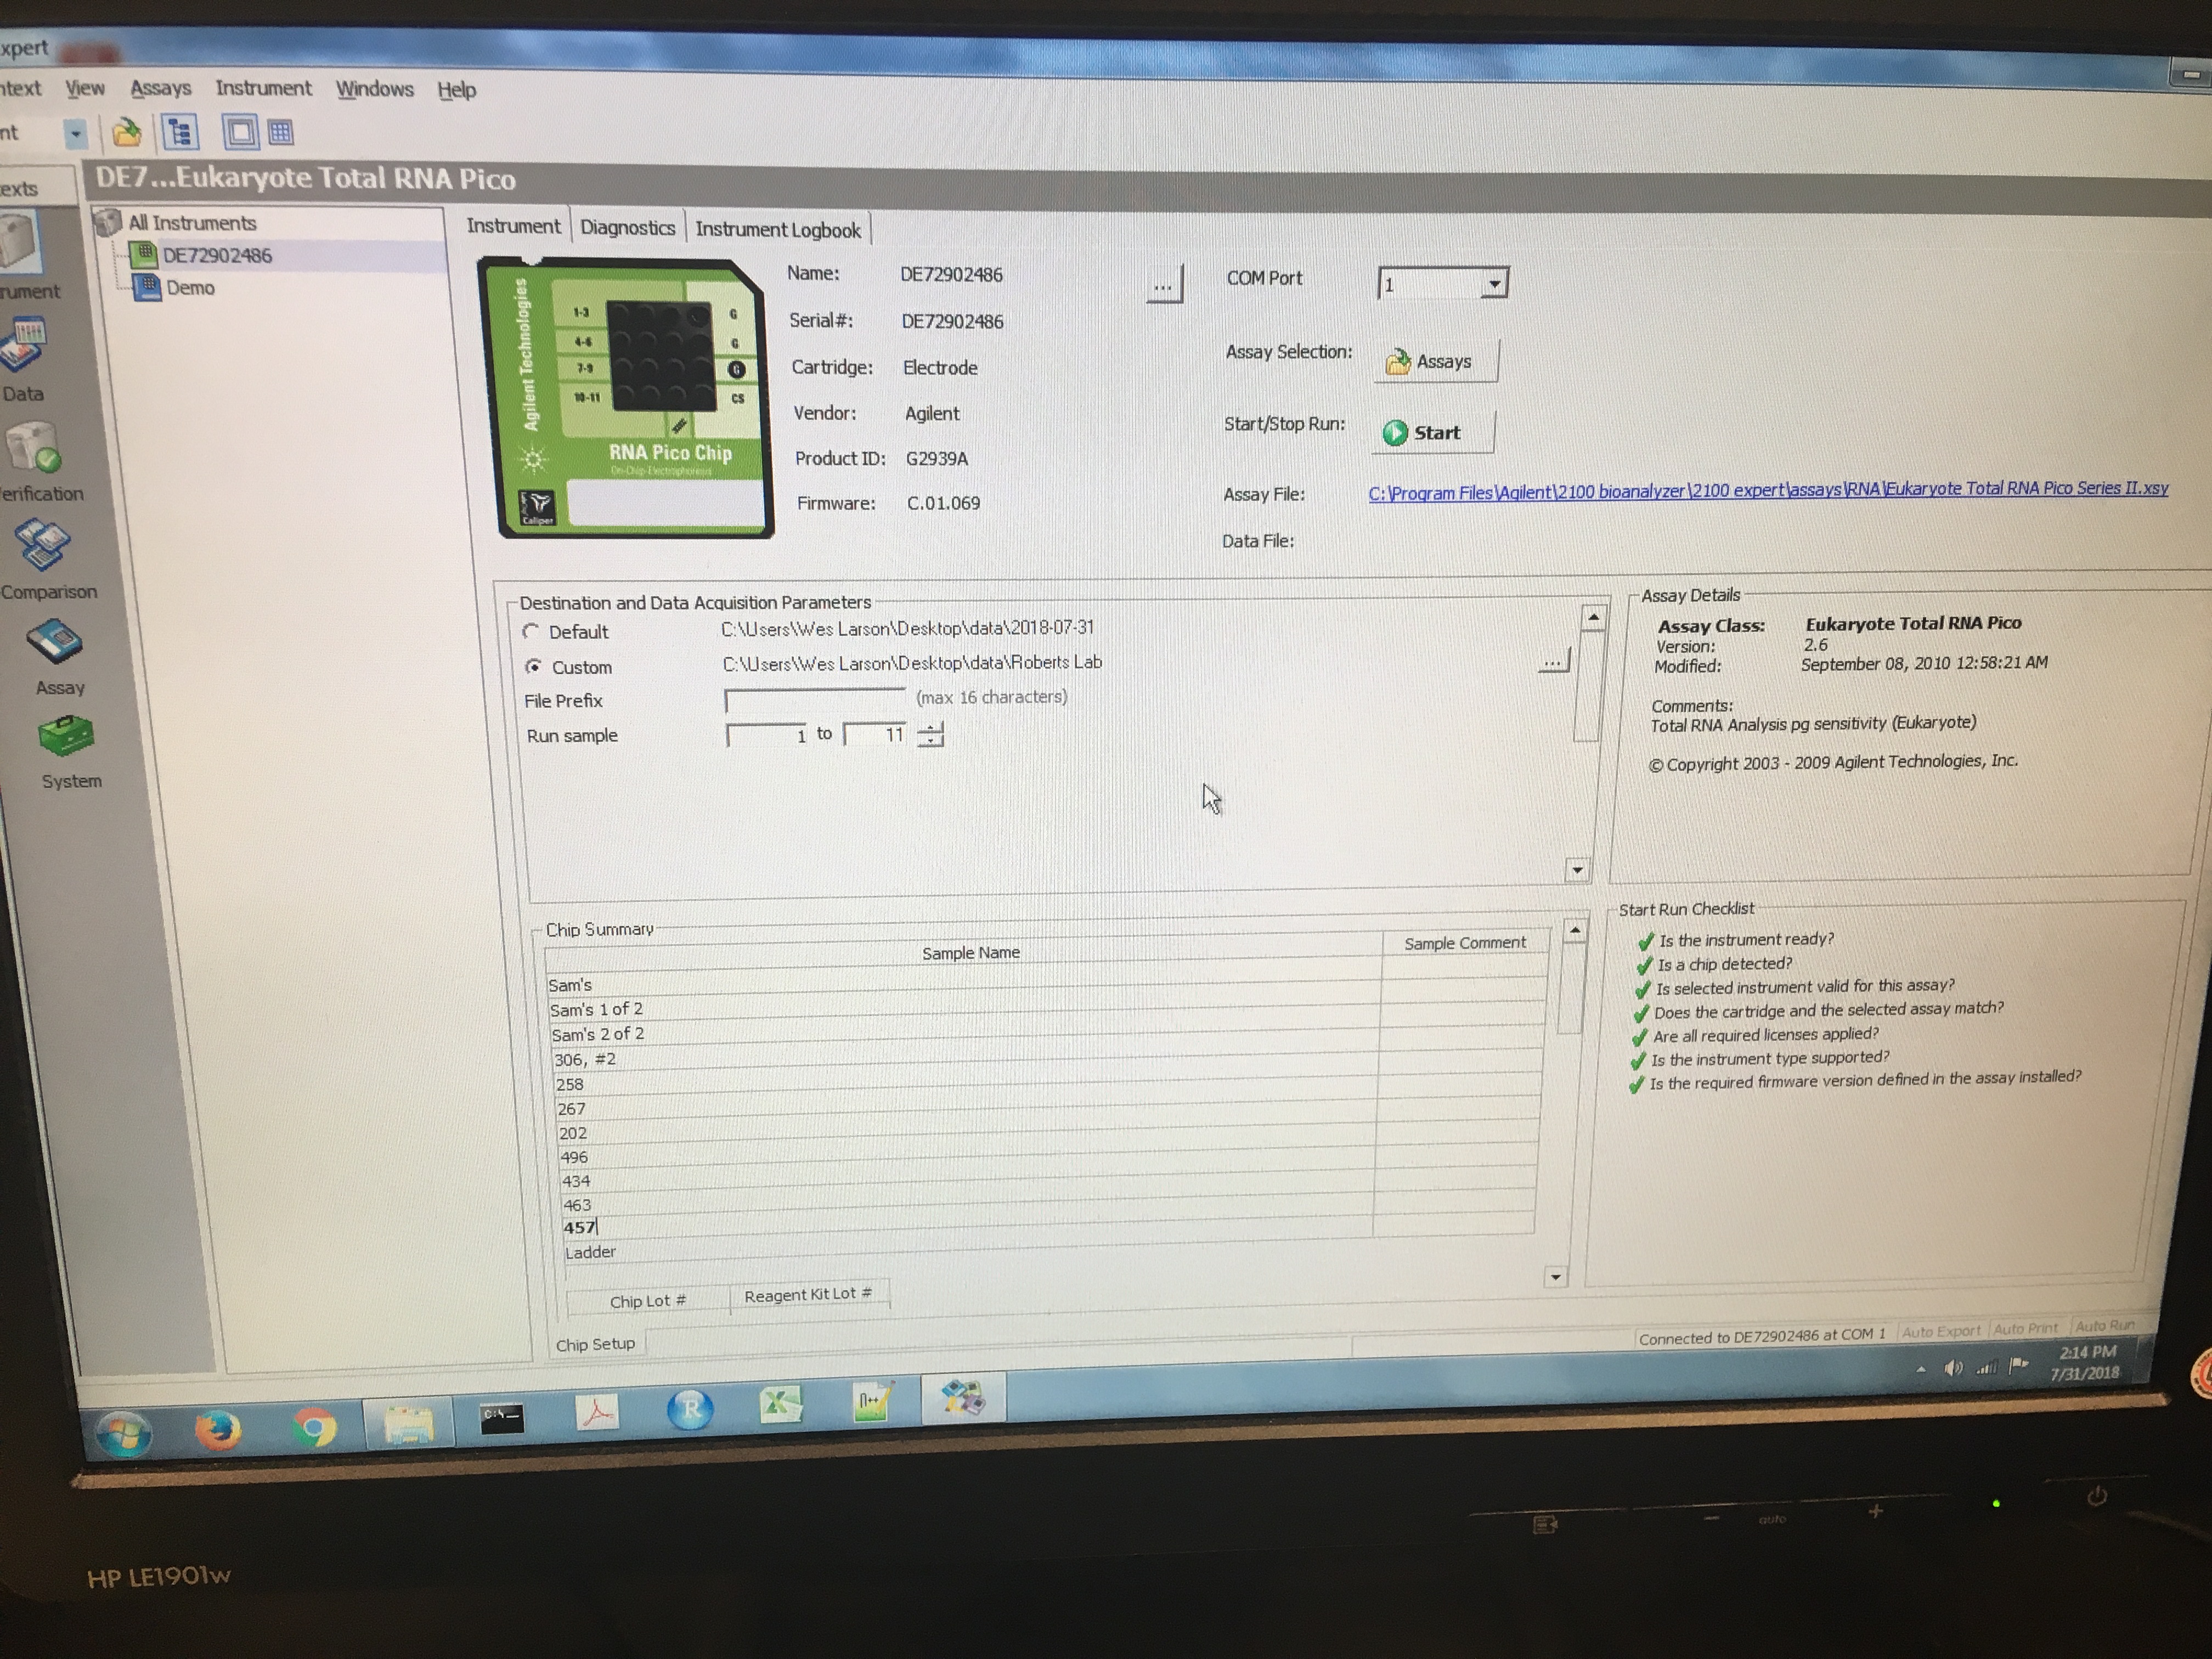 xpert
ntext View Assays Instrument Windows Help
nt
exts
DE7...Eukaryote Total RNA Pico
All Instruments
DE72902486
Demo
rument
Data
erification
Comparison
Assay
System
Instrument Diagnostics Instrument Logbook
Agilent Technologies
1-3 G
4-6 G
7-9 G
10-11 CS
RNA Pico Chip
On-Chip-Electrophoresis
Caliper
Name: DE72902486 ...
Serial#: DE72902486
Cartridge: Electrode
Vendor: Agilent
Product ID: G2939A
Firmware: C.01.069
COM Port 1
Assay Selection: Assays
Start/Stop Run: Start
Assay File: C:\Program Files\Agilent\2100 bioanalyzer\2100 expert\assays\RNA\Eukaryote Total RNA Pico Series II.xsy
Data File:
Destination and Data Acquisition Parameters
Default C:\Users\Wes Larson\Desktop\data\2018-07-31
Custom C:\Users\Wes Larson\Desktop\data\Roberts Lab ...
File Prefix (max 16 characters)
Run sample 1 to 11
Assay Details
Assay Class: Eukaryote Total RNA Pico
Version: 2.6
Modified: September 08, 2010 12:58:21 AM
Comments:
Total RNA Analysis pg sensitivity (Eukaryote)
© Copyright 2003 - 2009 Agilent Technologies, Inc.
Chip Summary
Sample Name Sample Comment
Sam's
Sam's 1 of 2
Sam's 2 of 2
306, #2
258
267
202
496
434
463
457
Ladder
Chip Lot # Reagent Kit Lot #
Chip Setup
Start Run Checklist
Is the instrument ready?
Is a chip detected?
Is selected instrument valid for this assay?
Does the cartridge and the selected assay match?
Are all required licenses applied?
Is the instrument type supported?
Is the required firmware version defined in the assay installed?
Connected to DE72902486 at COM 1 Auto Export Auto Print Auto Run
C:\
R
N++
2:14 PM
7/31/2018
auto
HP LE1901w